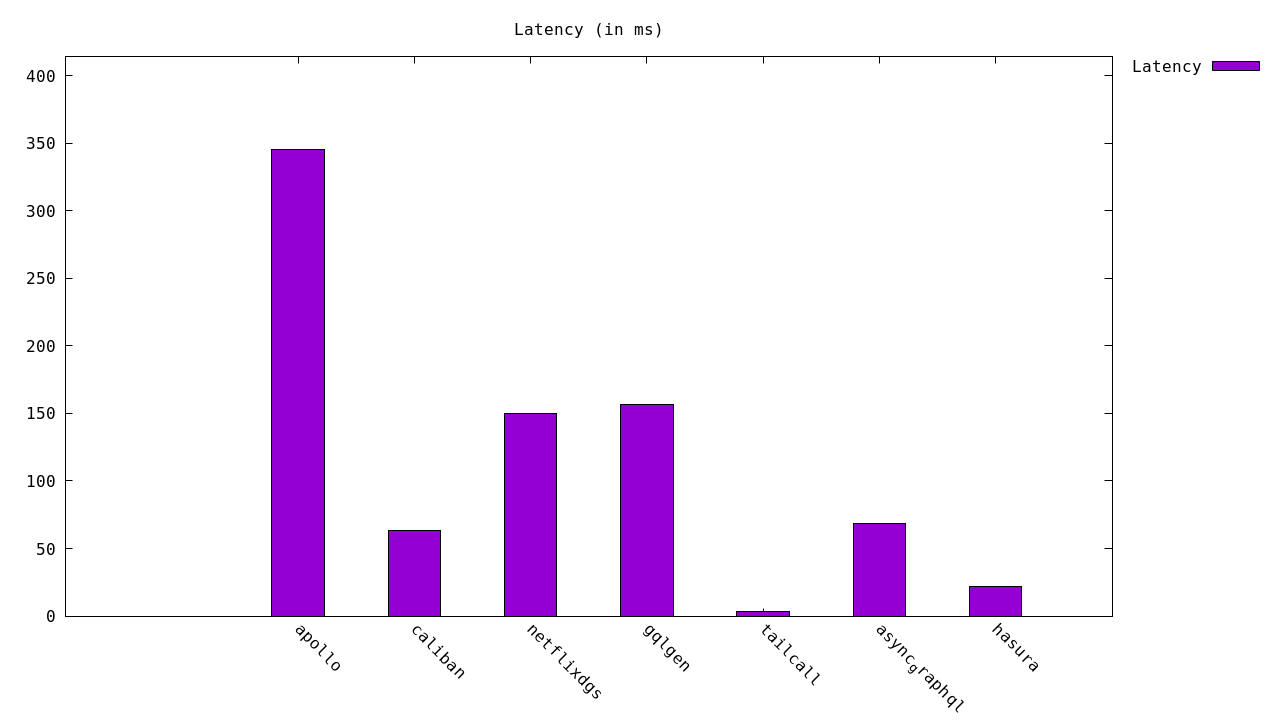 Latency (in ms)
Latency
400
350
300
250
200
150
100
50
0
apollo
caliban
netflixdgs
gqlgen
tailcall
async_graphql
hasura